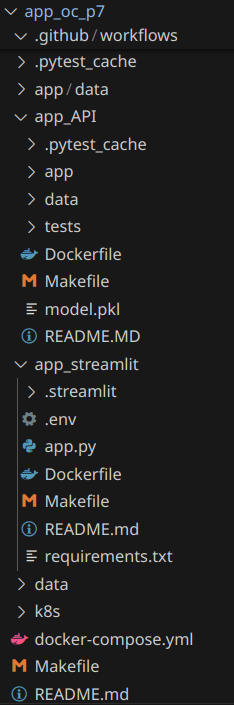 app_oc_p7
.github/workflows
.pytest_cache
app/data
app_API
.pytest_cache
app
data
tests
Dockerfile
Makefile
model.pkl
README.MD
app_streamlit
.streamlit
.env
app.py
Dockerfile
Makefile
README.md
requirements.txt
data
k8s
docker-compose.yml
Makefile
README.md